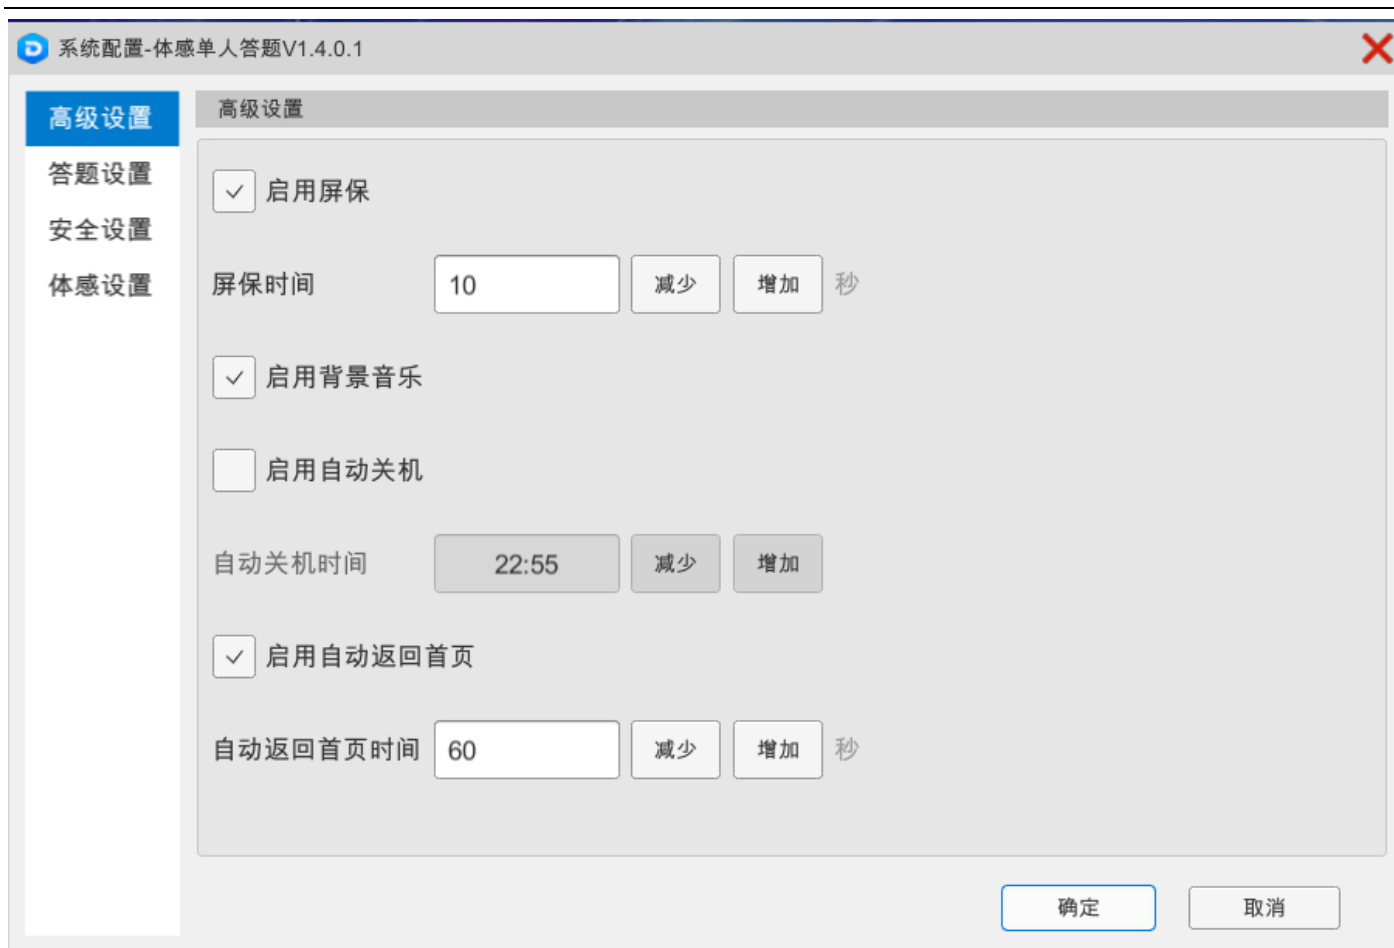 系统配置-体感单人答题V1.4.0.1
高级设置
答题设置
安全设置
体感设置
高级设置
启用屏保
屏保时间 10 减少 增加 秒
启用背景音乐
启用自动关机
自动关机时间 22:55 减少 增加
启用自动返回首页
自动返回首页时间 60 减少 增加 秒
确定 取消